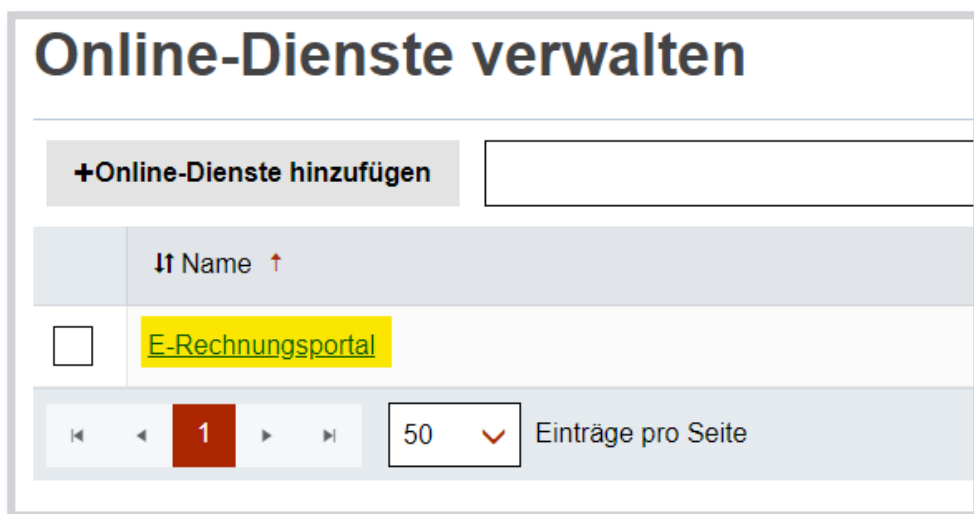 Online-Dienste verwalten
+Online-Dienste hinzufügen
Name
E-Rechnungsportal
1
50
Einträge pro Seite